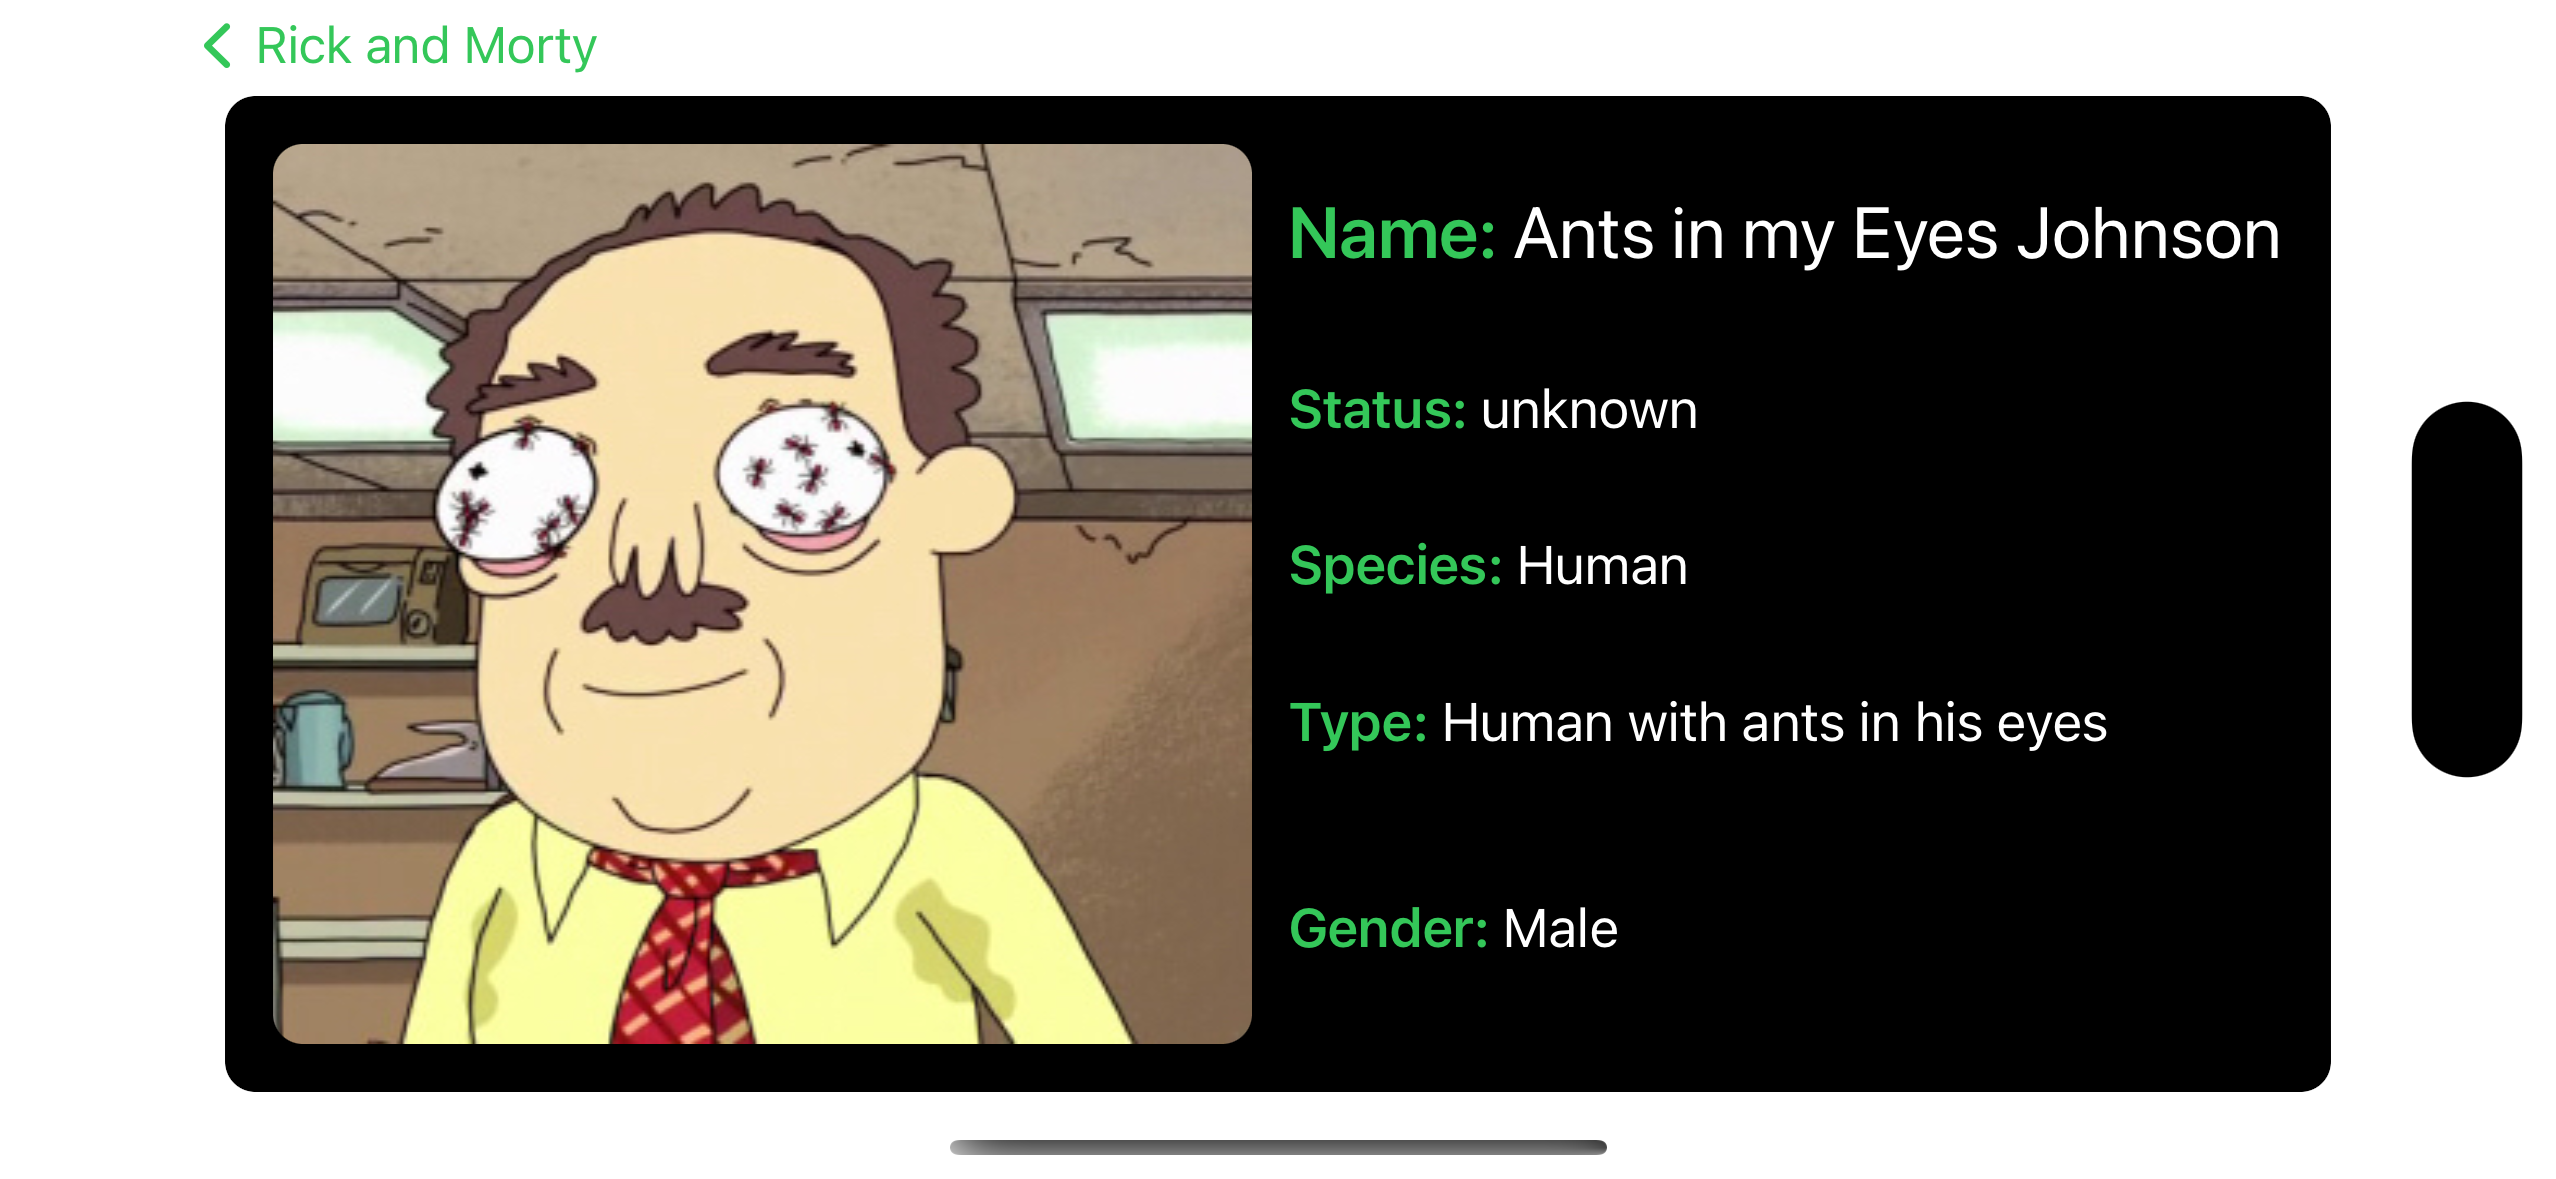 Rick and Morty
Name: Ants in my Eyes Johnson
Status: unknown
Species: Human
Type: Human with ants in his eyes
Gender: Male